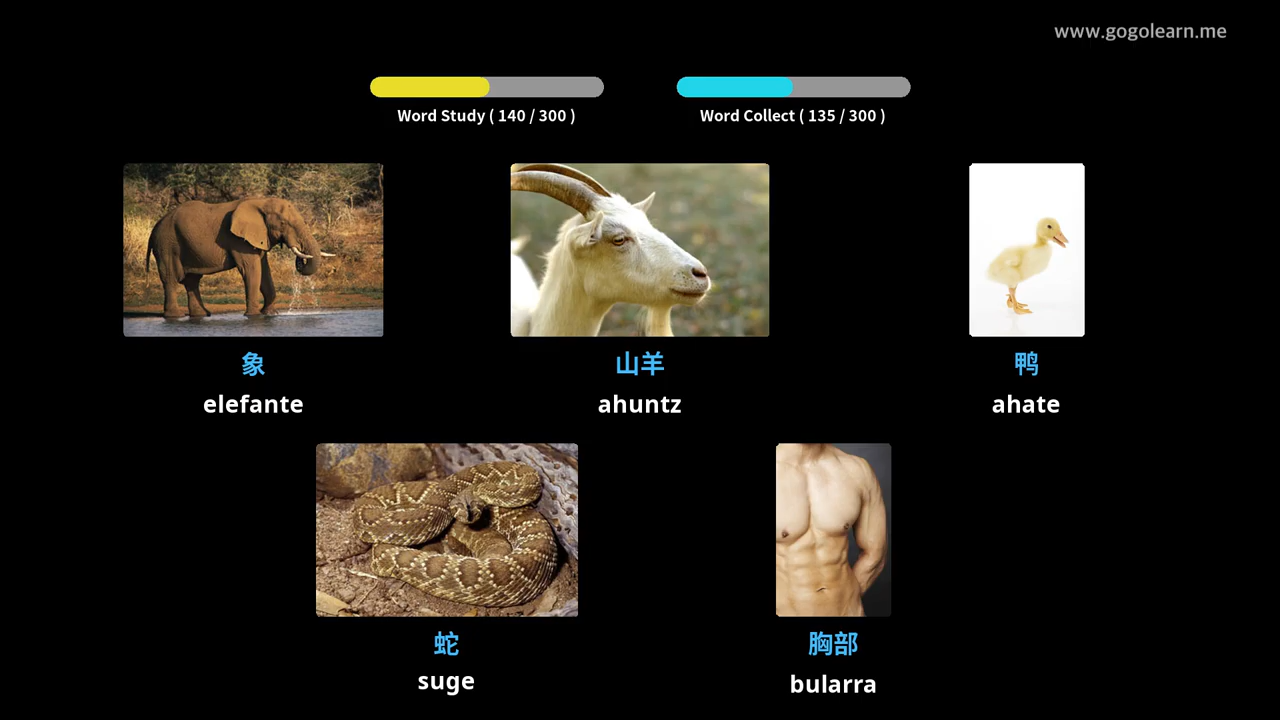 www.gogolearn.me
Word Study ( 140 / 300 )
Word Collect ( 135 / 300 )
象
山羊
鸭
elefante
ahuntz
ahate
蛇
胸部
suge
bularra